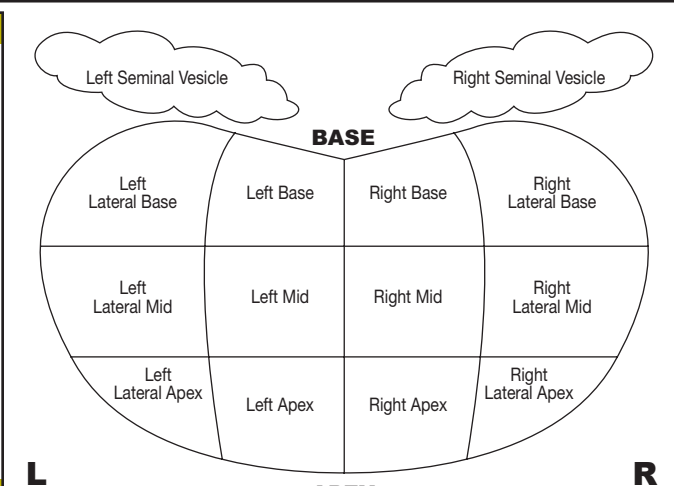 Left Seminal Vesicle
Right Seminal Vesicle
BASE
Left
Lateral Base
Left Base
Right Base
Right
Lateral Base
Left
Lateral Mid
Left Mid
Right Mid
Right
Lateral Mid
Left
Lateral Apex
Left Apex
Right Apex
Right
Lateral Apex
L
R